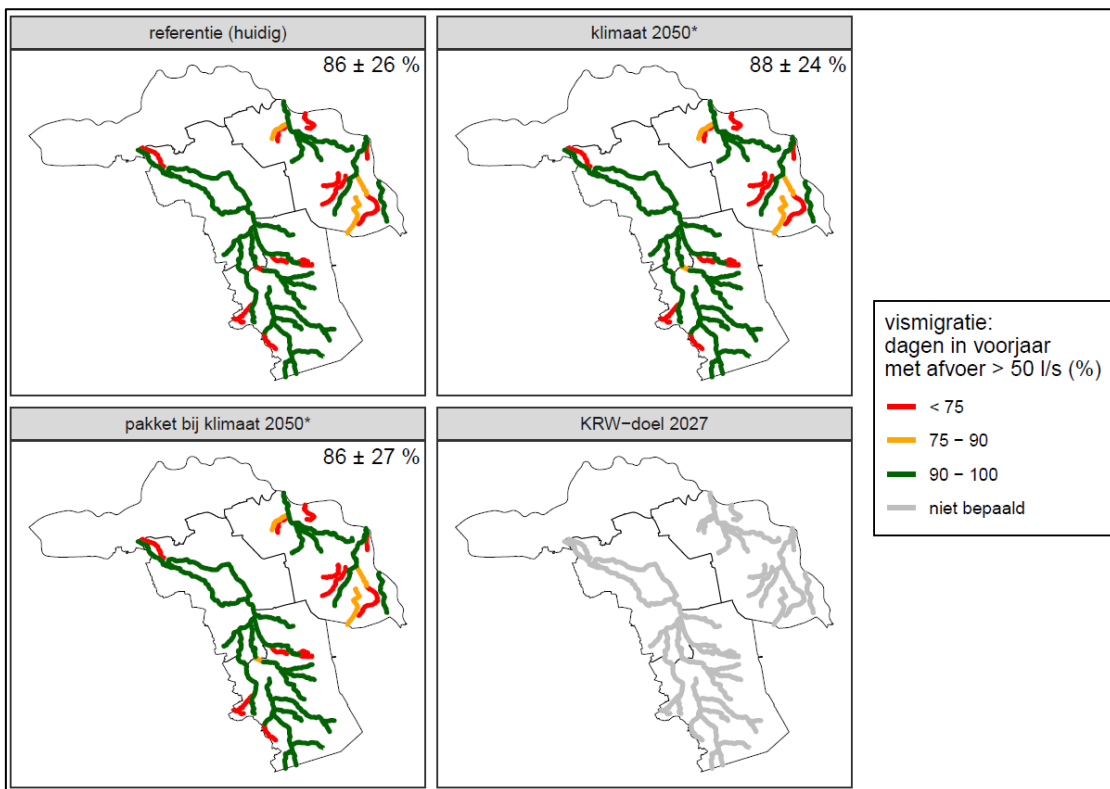 referentie (huidig)
86 ± 26 %
klimaat 2050*
88 ± 24 %
pakket bij klimaat 2050*
86 ± 27 %
KRW−doel 2027
vismigratie:
dagen in voorjaar
met afvoer > 50 l/s (%)
< 75
75 − 90
90 − 100
niet bepaald